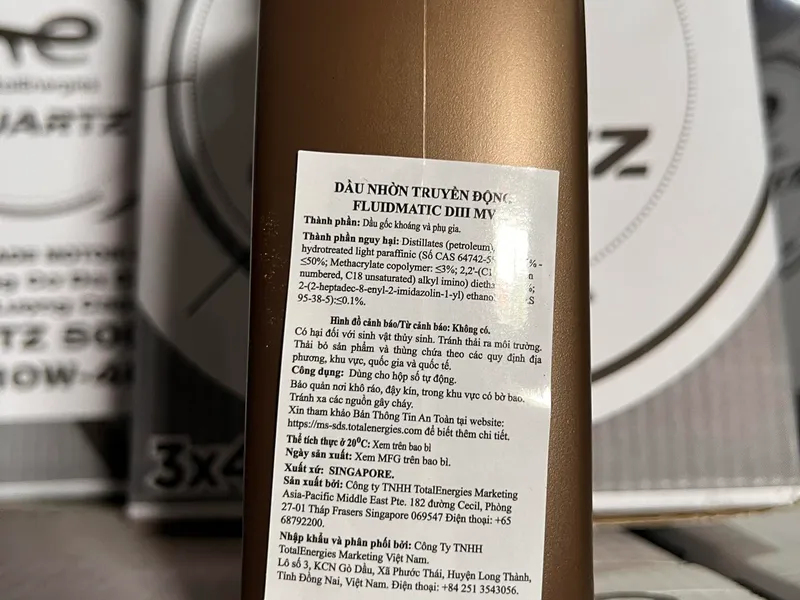 DẦU NHỜN TRUYỀN ĐỘNG
FLUIDMATIC DIII MV
Thành phần: Dầu gốc khoáng và phụ gia.
Thành phần nguy hại: Distillates (petroleum)
hydrotreated light paraffinic (Số CAS 64742-5 % -
≤50%; Methacrylate copolymer: ≤3%; 2,2'-(C1 n
numbered, C18 unsaturated) alkyl imino) dieth %;
2-(2-heptadec-8-enyl-2-imidazolin-1-yl) ethano S
95-38-5):≤0.1%.
Hình đồ cảnh báo/Từ cảnh báo: Không có.
Có hại đối với sinh vật thủy sinh. Tránh thải ra môi trường.
Thải bỏ sản phẩm và thùng chứa theo các quy định địa
phương, khu vực, quốc gia và quốc tế.
Công dụng: Dùng cho hộp số tự động.
Bảo quản nơi khô ráo, đậy kín, trong khu vực có bờ bao.
Tránh xa các nguồn gây cháy.
Xin tham khảo Bản Thông Tin An Toàn tại website:
https://ms-sds.totalenergies.com để biết thêm chi tiết.
Thể tích thực ở 20⁰C: Xem trên bao bì
Ngày sản xuất: Xem MFG trên bao bì.
Xuất xứ: SINGAPORE.
Sản xuất bởi: Công ty TNHH TotalEnergies Marketing
Asia-Pacific Middle East Pte. 182 đường Cecil, Phòng
27-01 Tháp Frasers Singapore 069547 Điện thoại: +65
68792200.
Nhập khẩu và phân phối bởi: Công Ty TNHH
TotalEnergies Marketing Việt Nam.
Lô số 3, KCN Gò Dầu, Xã Phước Thái, Huyện Long Thành,
Tỉnh Đồng Nai, Việt Nam. Điện thoại: +84 251 3543056.
3x4